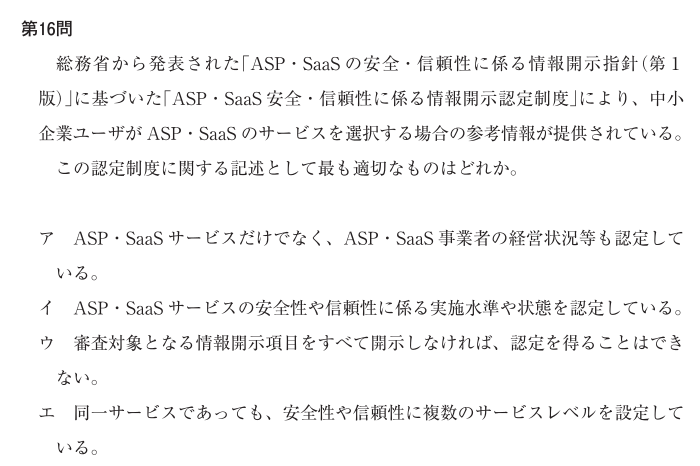 第16問
総務省から発表された「ASP・SaaSの安全・信頼性に係る情報開示指針(第1
版)」に基づいた「ASP・SaaS安全・信頼性に係る情報開示認定制度」により、中小
企業ユーザがASP・SaaSのサービスを選択する場合の参考情報が提供されている。
この認定制度に関する記述として最も適切なものはどれか。
ア ASP・SaaSサービスだけでなく、ASP・SaaS事業者の経営状況等も認定して
いる。
イ ASP・SaaSサービスの安全性や信頼性に係る実施水準や状態を認定している。
ウ 審査対象となる情報開示項目をすべて開示しなければ、認定を得ることはでき
ない。
エ 同一サービスであっても、安全性や信頼性に複数のサービスレベルを設定して
いる。